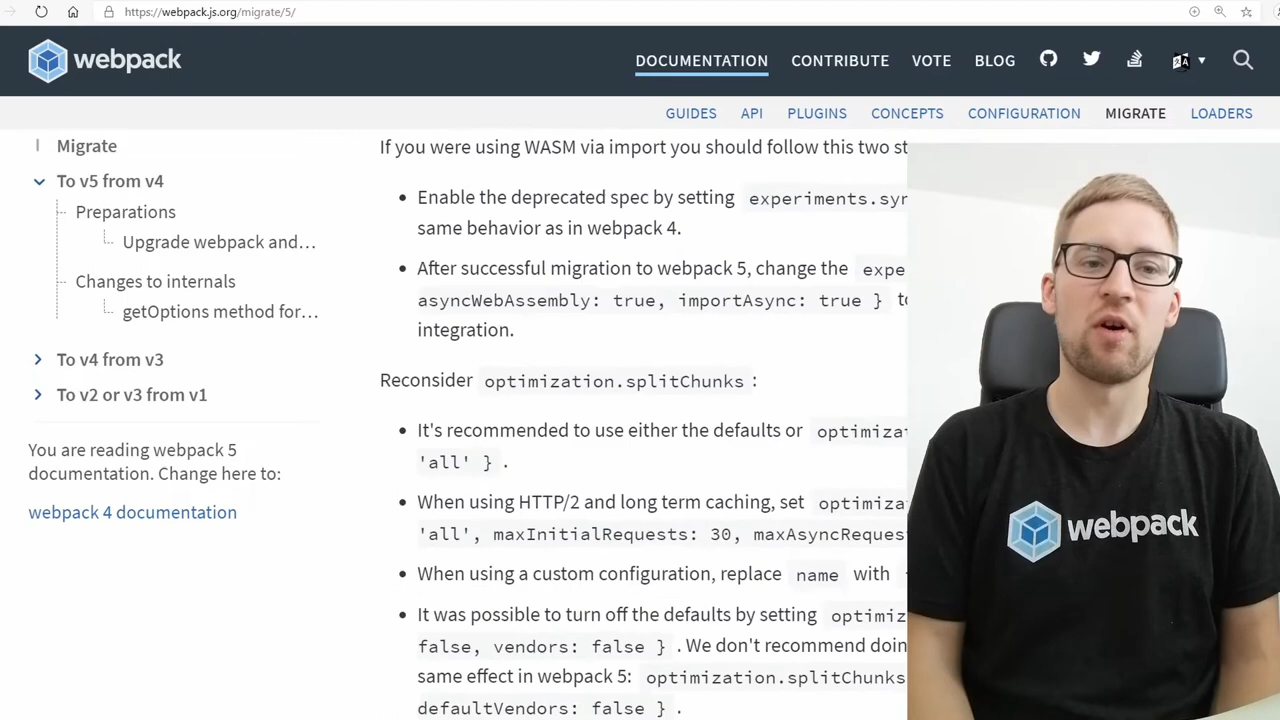 https://webpack.js.org/migrate/5/
webpack
DOCUMENTATION CONTRIBUTE VOTE BLOG
GUIDES API PLUGINS CONCEPTS CONFIGURATION MIGRATE LOADERS
Migrate
To v5 from v4
Preparations
Upgrade webpack and...
Changes to internals
getOptions method for...
To v4 from v3
To v2 or v3 from v1
You are reading webpack 5
documentation. Change here to:
webpack 4 documentation
If you were using WASM via import you should follow this two st
Enable the deprecated spec by setting experiments.syn
same behavior as in webpack 4.
After successful migration to webpack 5, change the expe
asyncWebAssembly: true, importAsync: true } to
integration.
Reconsider optimization.splitChunks :
It's recommended to use either the defaults or optimizat
'all' } .
When using HTTP/2 and long term caching, set optimizat
'all', maxInitialRequests: 30, maxAsyncReques
When using a custom configuration, replace name with
It was possible to turn off the defaults by setting optimiz
false, vendors: false } . We don't recommend doin
same effect in webpack 5: optimization.splitChunks
defaultVendors: false } .
webpack